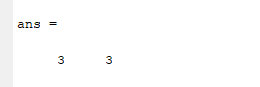 ans =
3 3